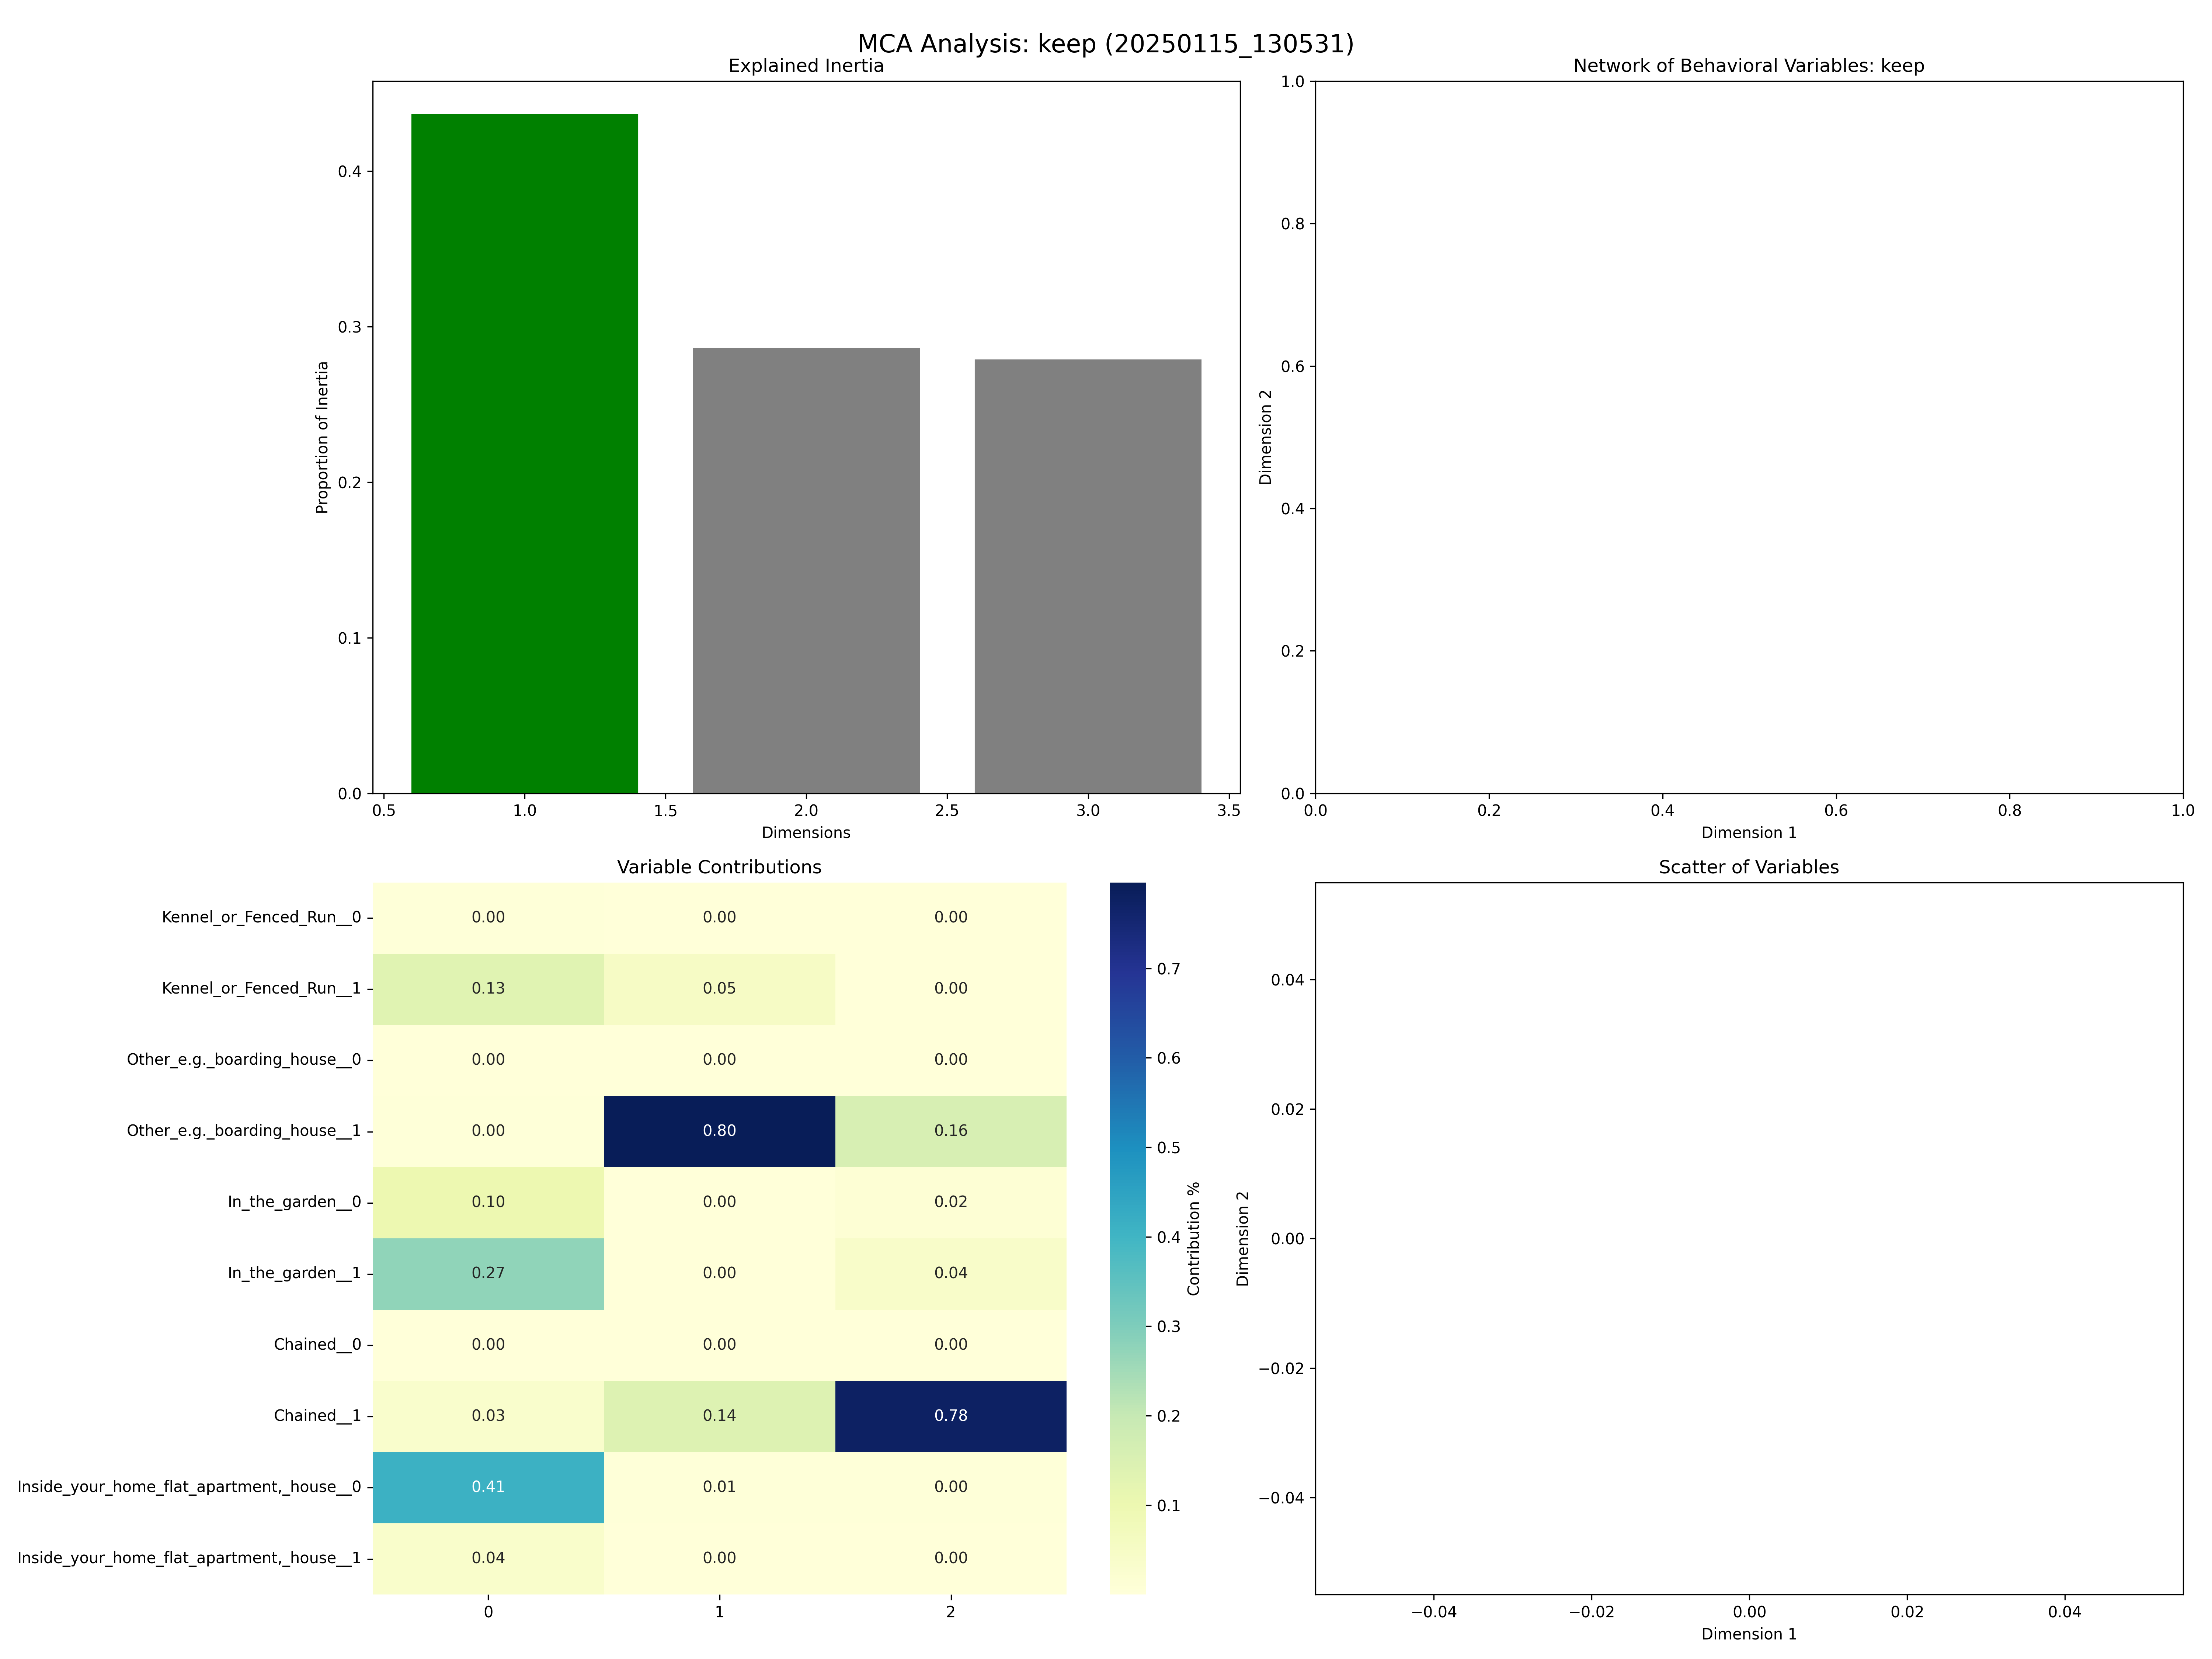 MCA Analysis: keep (20250115_130531)
Explained Inertia
0.4
0.3
0.2
0.1
0.0
Proportion of Inertia
0.5 1.0 1.5 2.0 2.5 3.0 3.5
Dimensions
Network of Behavioral Variables: keep
1.0
0.8
0.6
0.4
0.2
0.0
Dimension 2
0.0 0.2 0.4 0.6 0.8 1.0
Dimension 1
Variable Contributions
Kennel_or_Fenced_Run__0 0.00 0.00 0.00
Kennel_or_Fenced_Run__1 0.13 0.05 0.00
Other_e.g._boarding_house__0 0.00 0.00 0.00
Other_e.g._boarding_house__1 0.00 0.80 0.16
In_the_garden__0 0.10 0.00 0.02
In_the_garden__1 0.27 0.00 0.04
Chained__0 0.00 0.00 0.00
Chained__1 0.03 0.14 0.78
Inside_your_home_flat_apartment,_house__0 0.41 0.01 0.00
Inside_your_home_flat_apartment,_house__1 0.04 0.00 0.00
0 1 2
0.7
0.6
0.5
0.4
0.3
0.2
0.1
Contribution %
Scatter of Variables
0.04
0.02
0.00
−0.02
−0.04
Dimension 2
−0.04 −0.02 0.00 0.02 0.04
Dimension 1